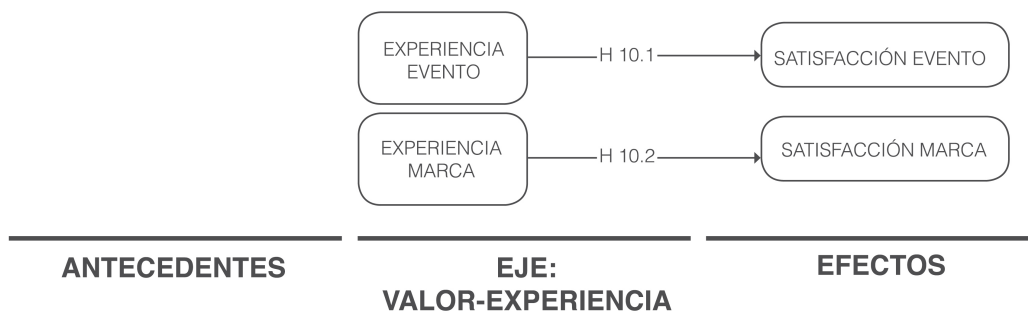 EXPERIENCIA
EVENTO
H 10.1
SATISFACCIÓN EVENTO
EXPERIENCIA
MARCA
H 10.2
SATISFACCIÓN MARCA
ANTECEDENTES
EJE:
VALOR-EXPERIENCIA
EFECTOS